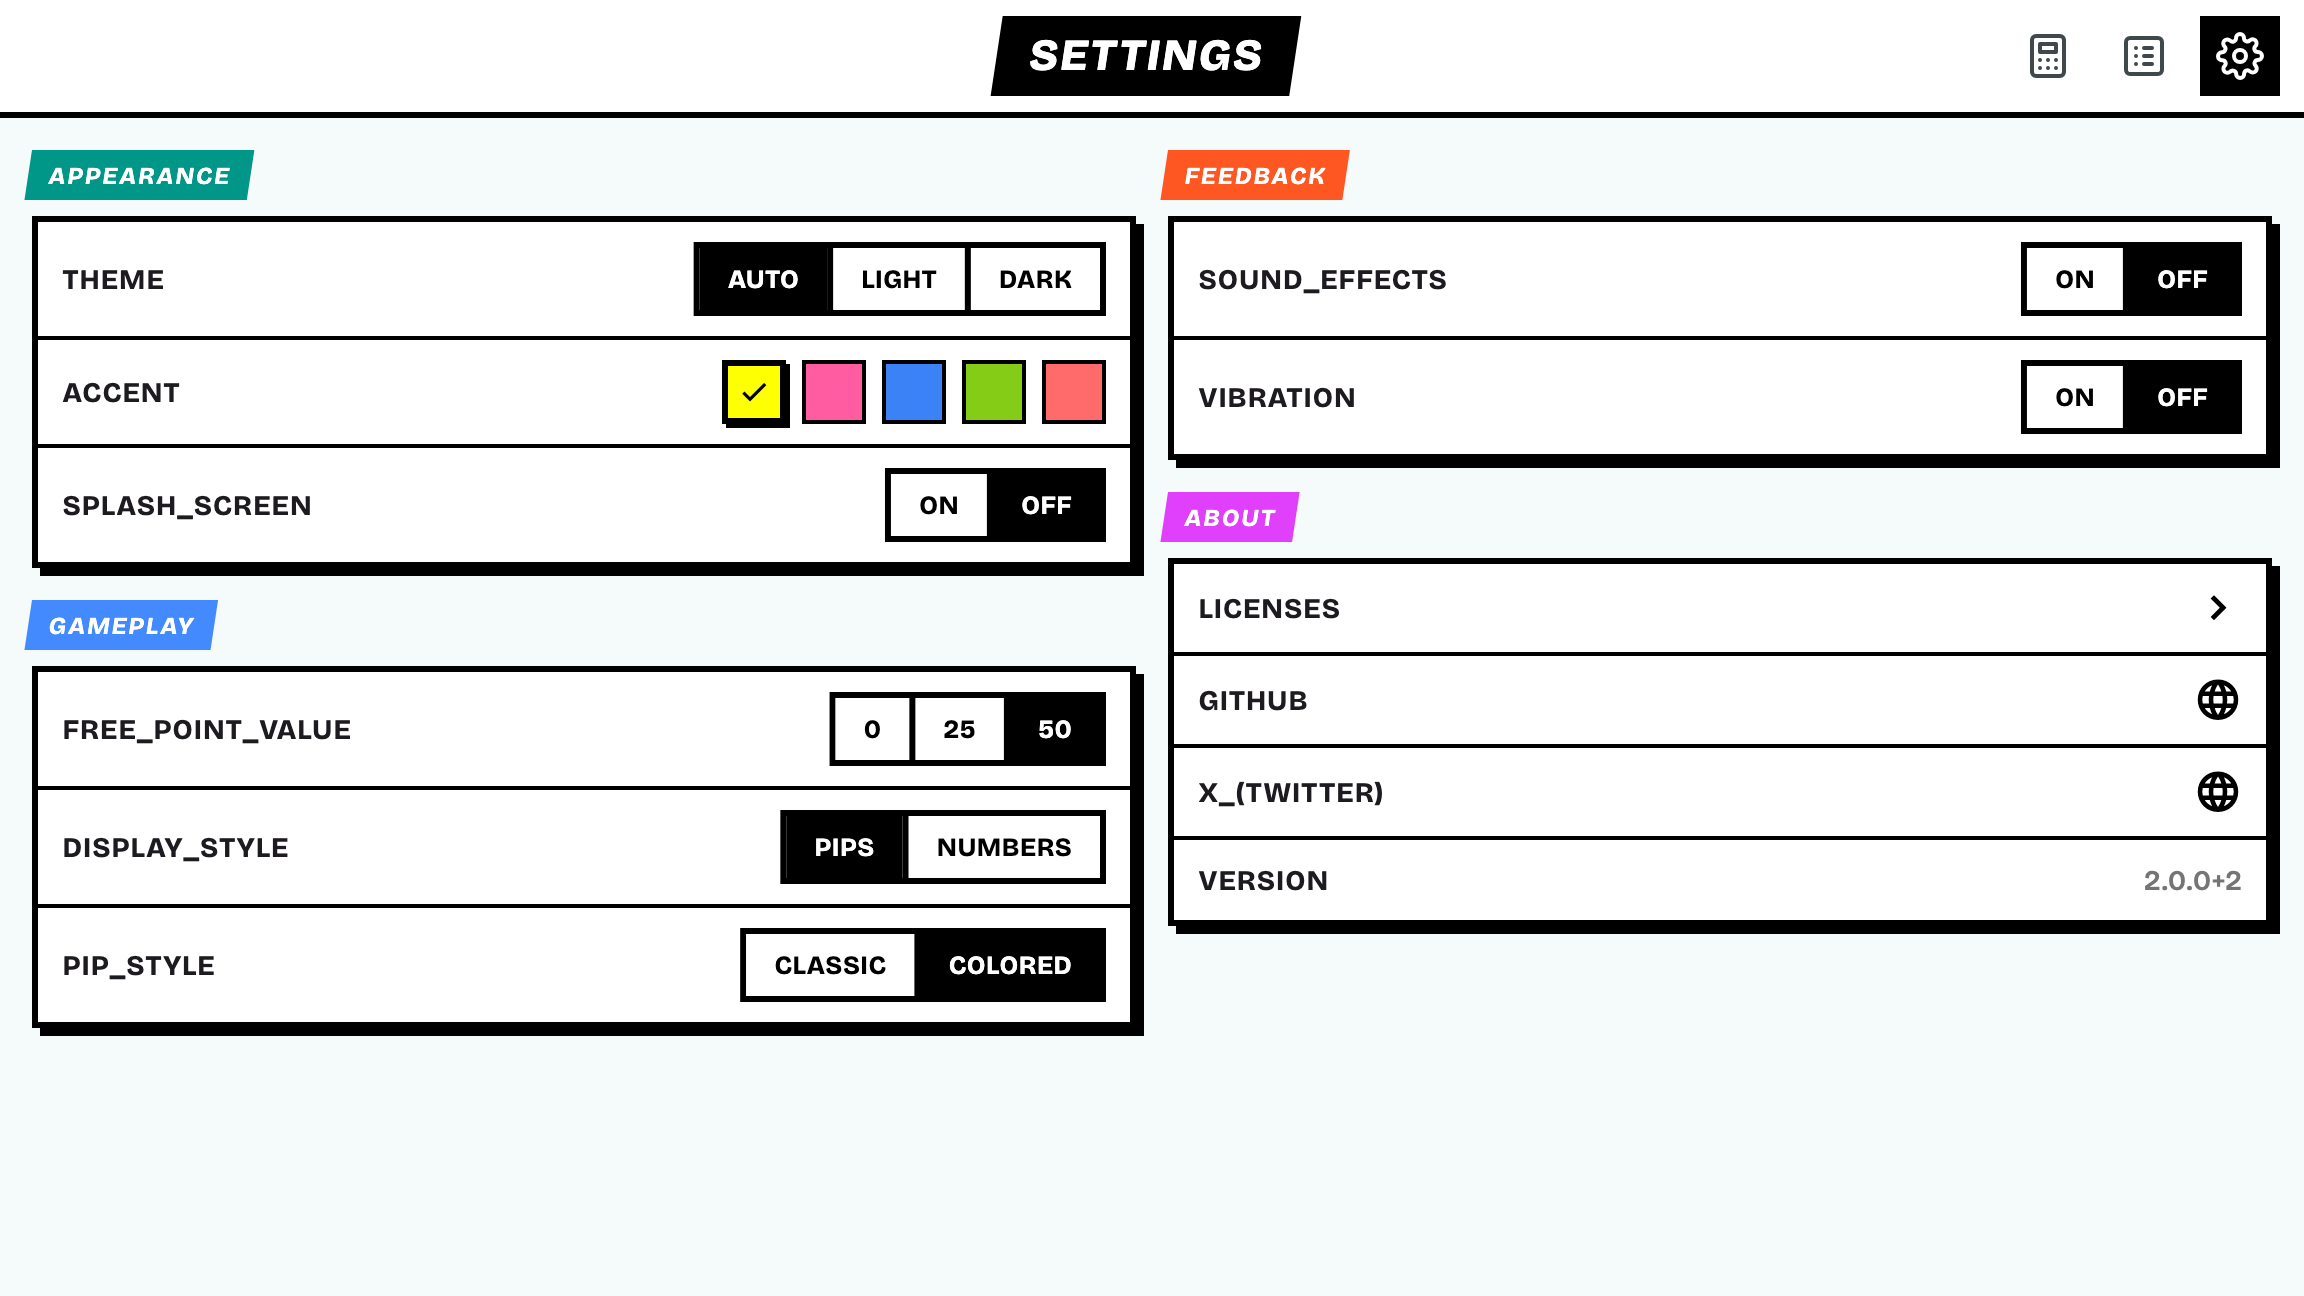 SETTINGS
APPEARANCE
THEME
AUTO LIGHT DARK
ACCENT
SPLASH_SCREEN
ON OFF
GAMEPLAY
FREE_POINT_VALUE
0 25 50
DISPLAY_STYLE
PIPS NUMBERS
PIP_STYLE
CLASSIC COLORED
FEEDBACK
SOUND_EFFECTS
ON OFF
VIBRATION
ON OFF
ABOUT
LICENSES
GITHUB
X_(TWITTER)
VERSION
2.0.0+2